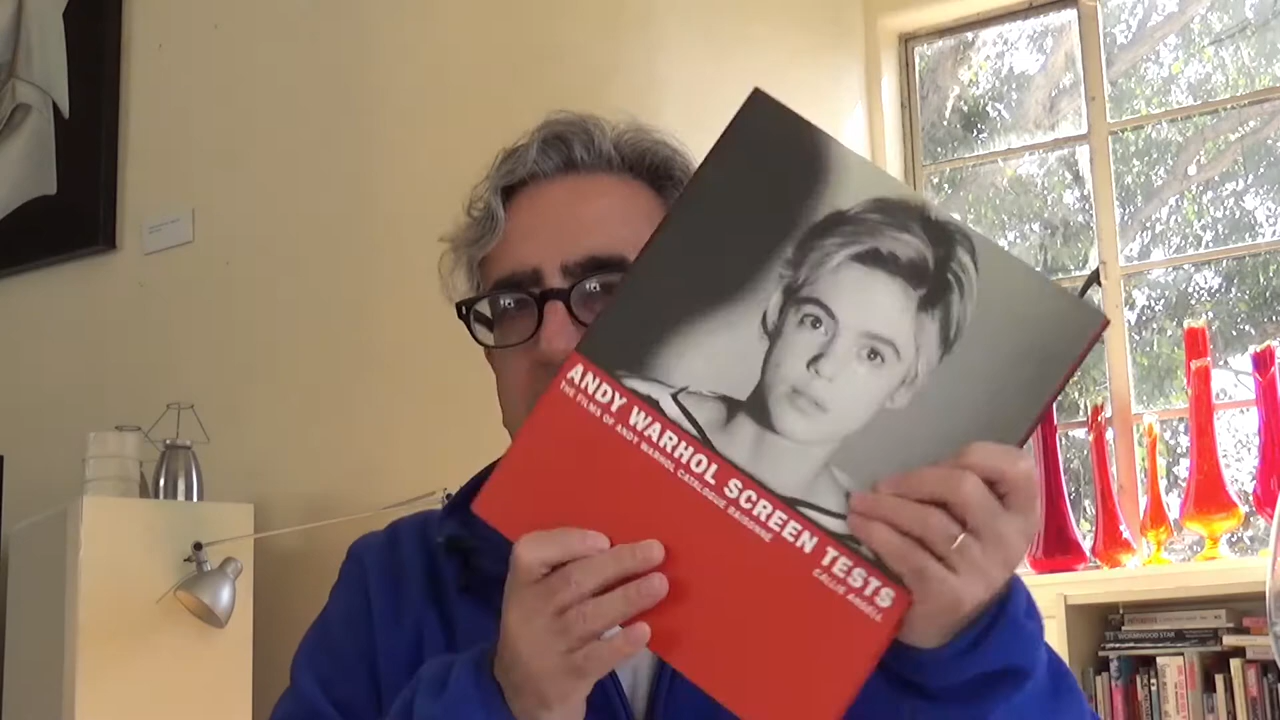 ANDY WARHOL SCREEN TESTS
THE FILMS OF ANDY WARHOL CATALOGUE RAISONNÉ
CALLIE ANGELL
WORMWOOD STAR